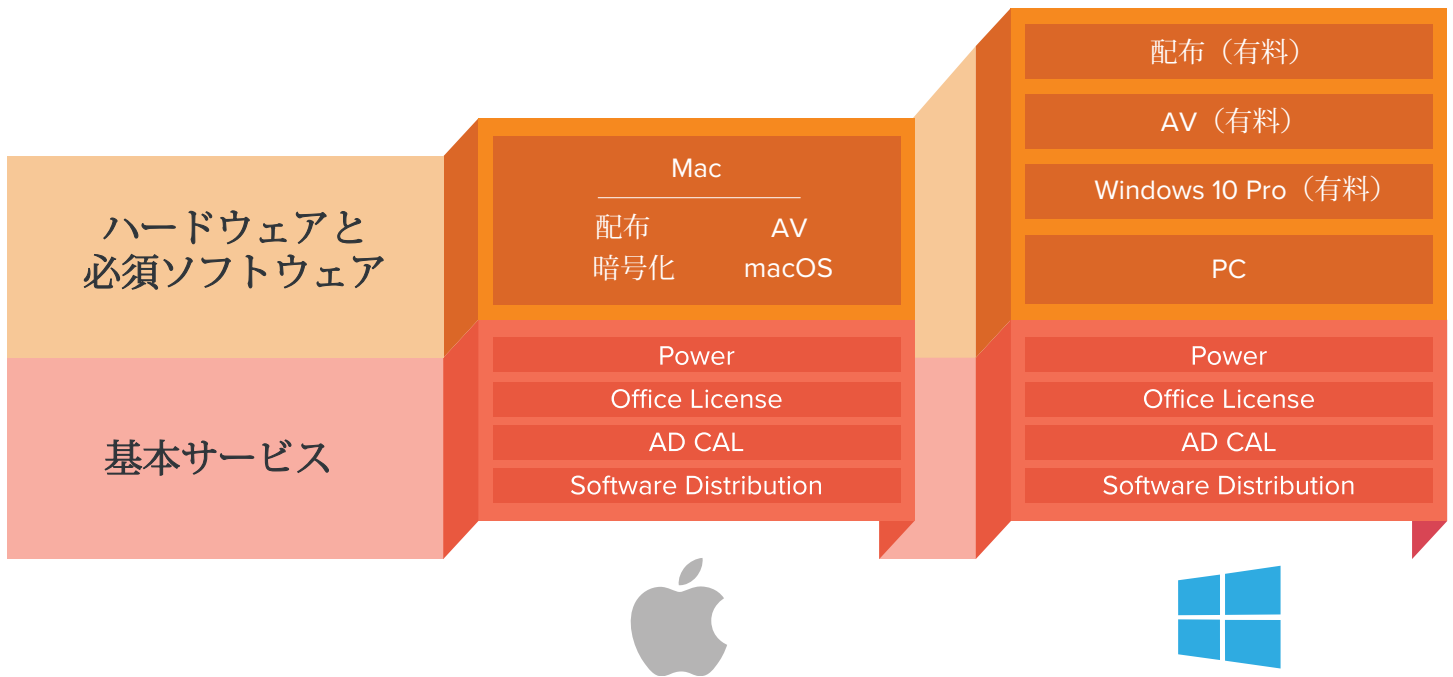 ハードウェアと
必須ソフトウェア
基本サービス
Mac
配布 AV
暗号化 macOS
Power
Office License
AD CAL
Software Distribution
配布（有料）
AV（有料）
Windows 10 Pro（有料）
PC
Power
Office License
AD CAL
Software Distribution